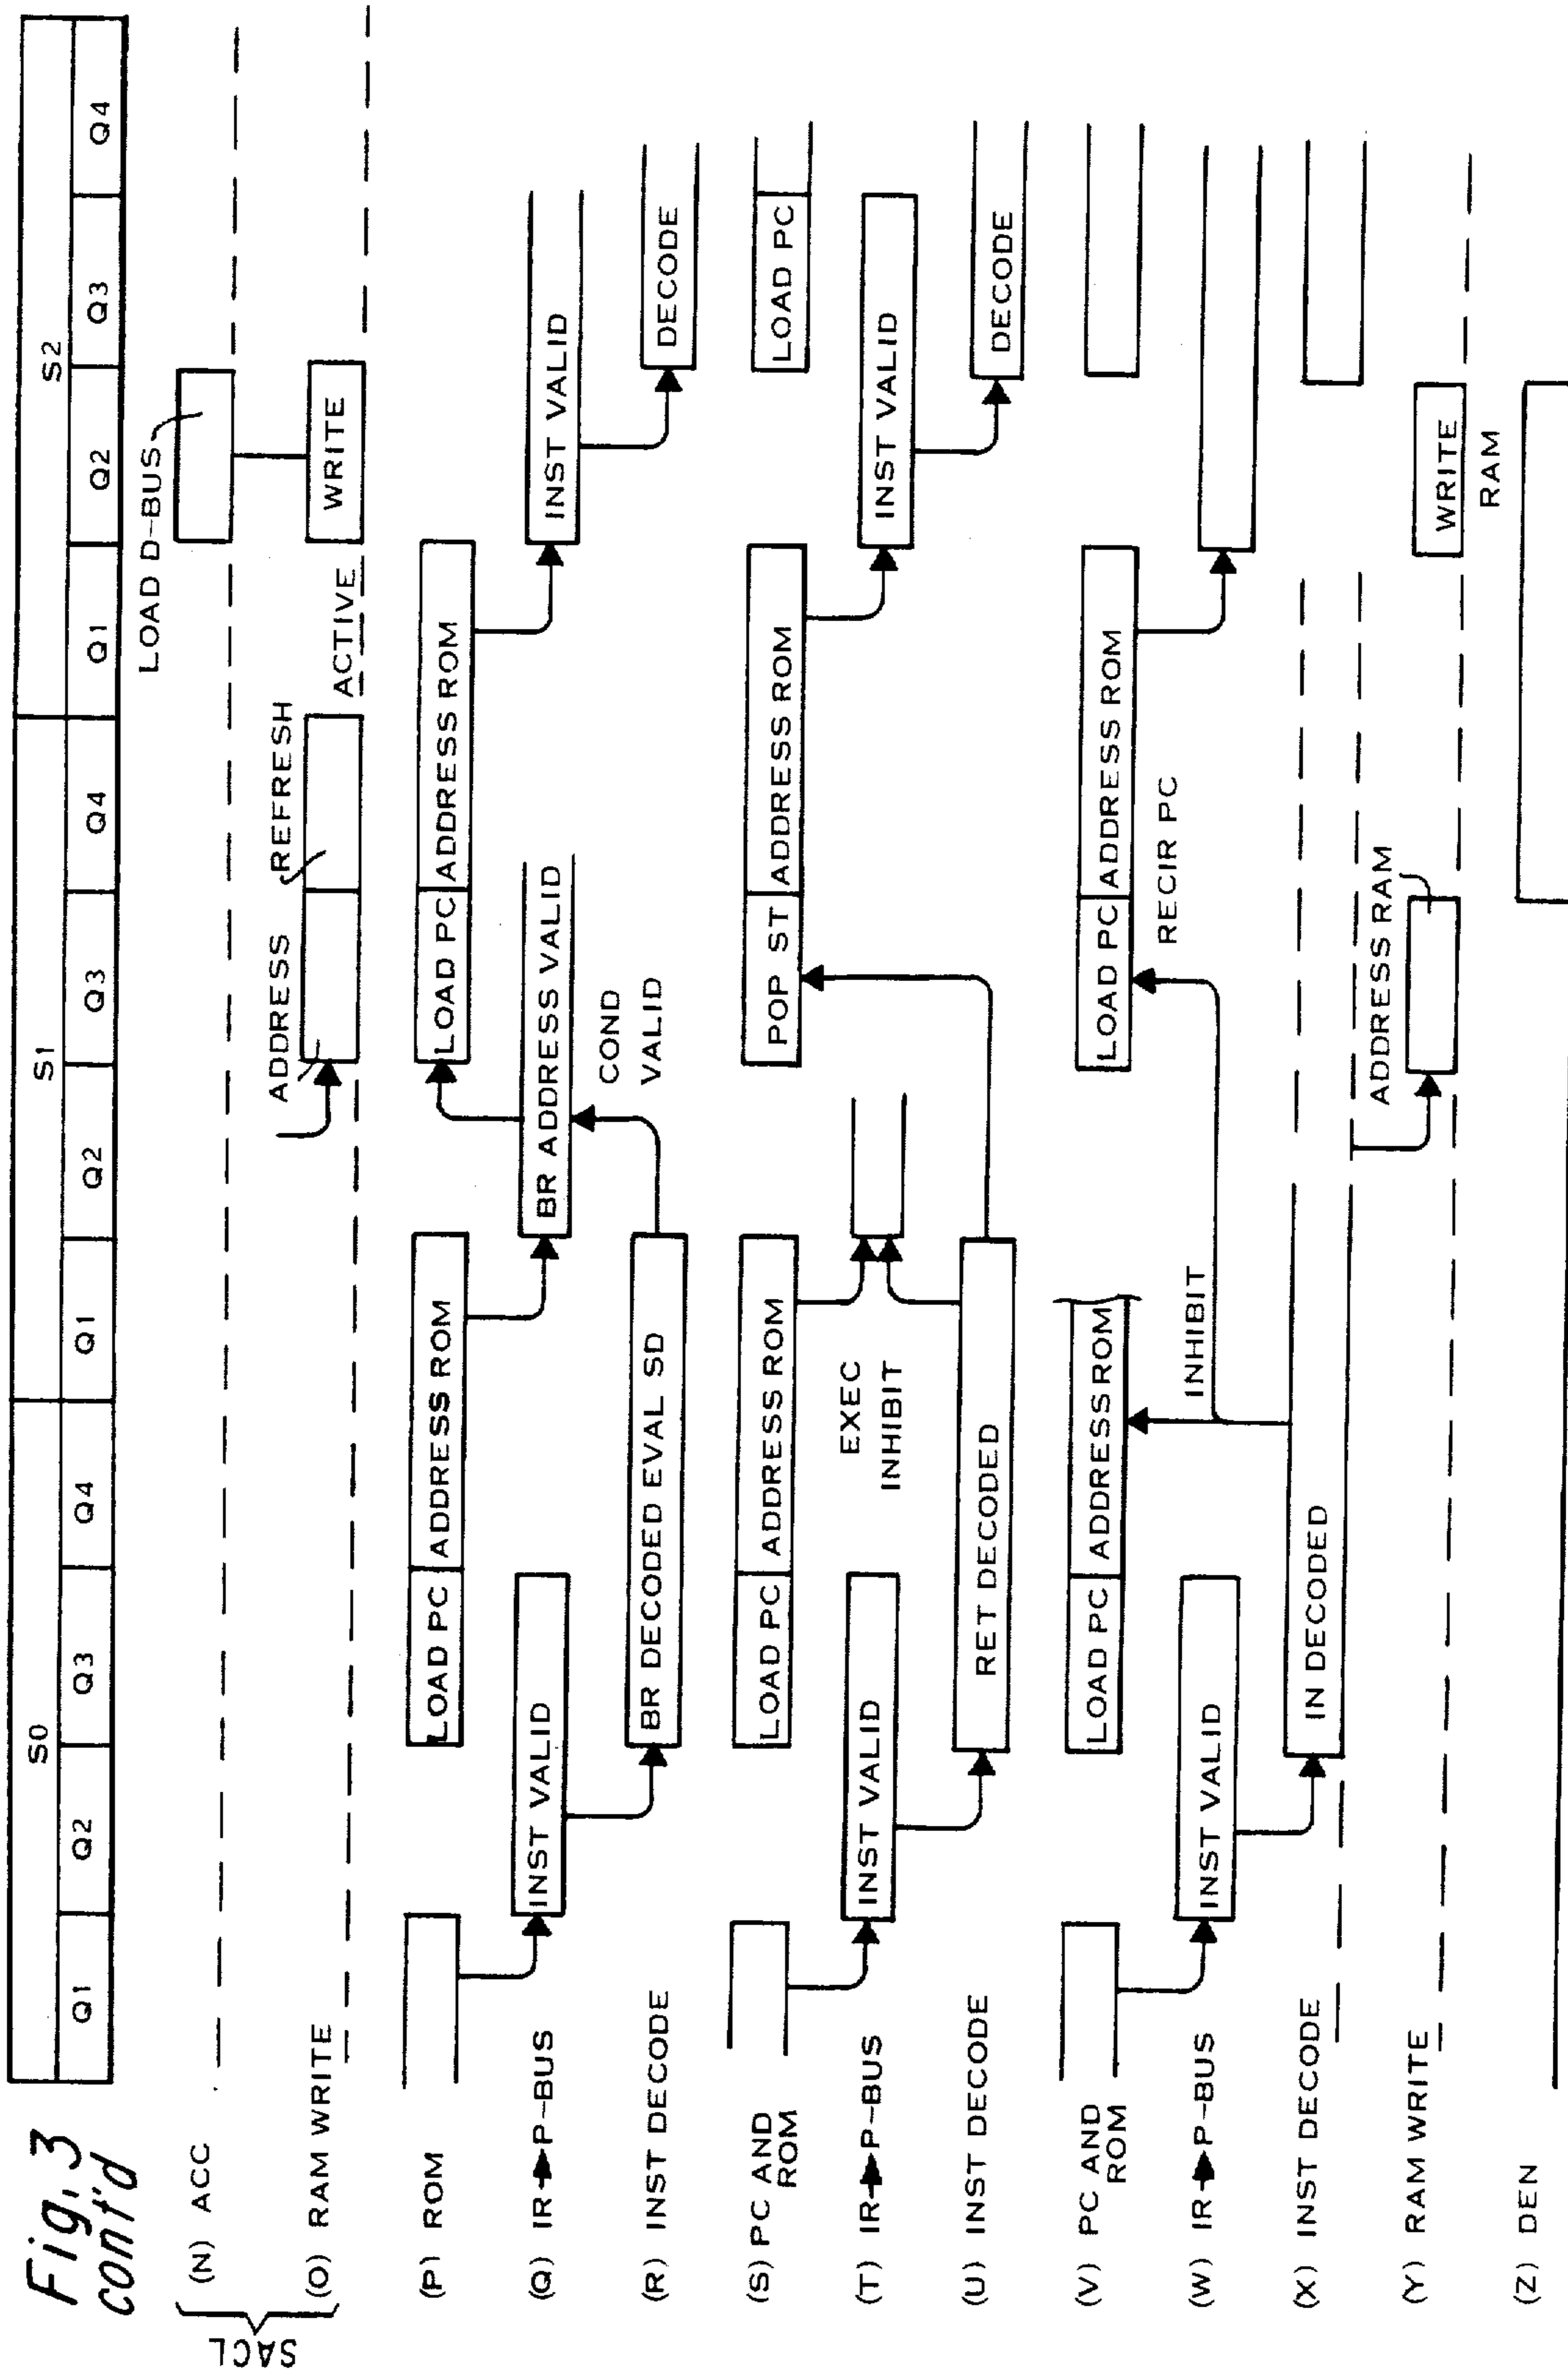 Fig. 3
cont'd
S0 S1 S2
Q1 Q2 Q3 Q4 Q1 Q2 Q3 Q4 Q1 Q2 Q3 Q4
SACL
(N) ACC
LOAD D-BUS
(O) RAM WRITE
ADDRESS
REFRESH
ACTIVE
WRITE
(P) ROM
LOAD PC ADDRESS ROM
LOAD PC ADDRESS ROM
(Q) IR→P-BUS
INST VALID
BR ADDRESS VALID
INST VALID
COND
VALID
(R) INST DECODE
BR DECODED EVAL SD
DECODE
(S) PC AND
ROM
LOAD PC ADDRESS ROM
POP ST ADDRESS ROM
LOAD PC
(T) IR→P-BUS
INST VALID
EXEC
INHIBIT
INST VALID
(U) INST DECODE
RET DECODED
DECODE
(V) PC AND
ROM
LOAD PC ADDRESS ROM
LOAD PC ADDRESS ROM
RECIR PC
(W) IR→P-BUS
INST VALID
INHIBIT
(X) INST DECODE
IN DECODED
(Y) RAM WRITE
ADDRESS RAM
WRITE
RAM
(Z) DEN